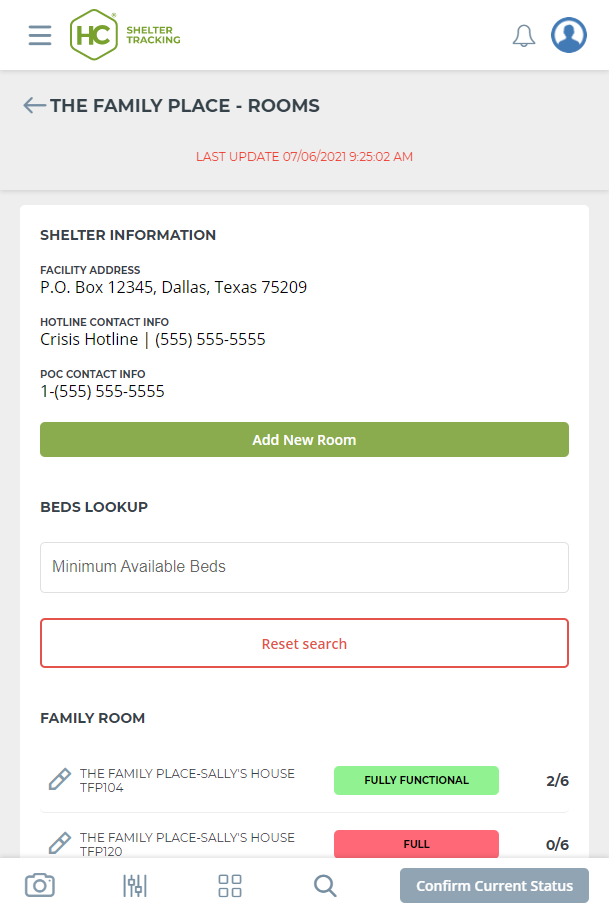 HC®
SHELTER
TRACKING
THE FAMILY PLACE - ROOMS
LAST UPDATE 07/06/2021 9:25:02 AM
SHELTER INFORMATION
FACILITY ADDRESS
P.O. Box 12345, Dallas, Texas 75209
HOTLINE CONTACT INFO
Crisis Hotline | (555) 555-5555
POC CONTACT INFO
1-(555) 555-5555
Add New Room
BEDS LOOKUP
Minimum Available Beds
Reset search
FAMILY ROOM
THE FAMILY PLACE-SALLY'S HOUSE
TFP104
FULLY FUNCTIONAL
2/6
THE FAMILY PLACE-SALLY'S HOUSE
TFP120
FULL
0/6
Confirm Current Status